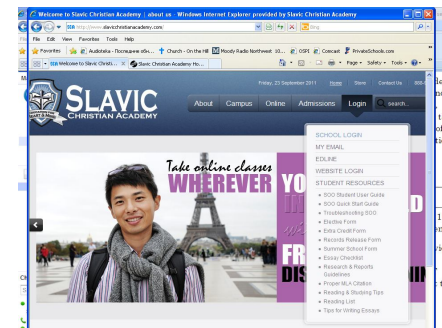 Welcome to Slavic Christian Academy | about us - Windows Internet Explorer provided by Slavic Christian Academy
File Edit View Favorites Tools Help
Favorites
Church - On the Hill
Moody Radio Northwest
OSPI
Comcast
PrivateSchools.com
Welcome to Slavic Christi...
Slavic Christian Academy Ho...
Page Safety Tools
Friday, 23 September 2011 Home Store Contact Us
SLAVIC
CHRISTIAN ACADEMY
About Campus Online Admissions Login search..
SCHOOL LOGIN
MY EMAIL
EDLINE
WEBSITE LOGIN
STUDENT RESOURCES
SOO Student User Guide
SOO Quick Start Guide
Troubleshooting SOO
Elective Form
Extra Credit Form
Records Release Form
Summer School Form
Essay Checklist
Research & Reports
Guidelines
Proper MLA Citation
Reading & Studying Tips
Reading List
Tips for Writing Essays
Take online classes
WHEREVER